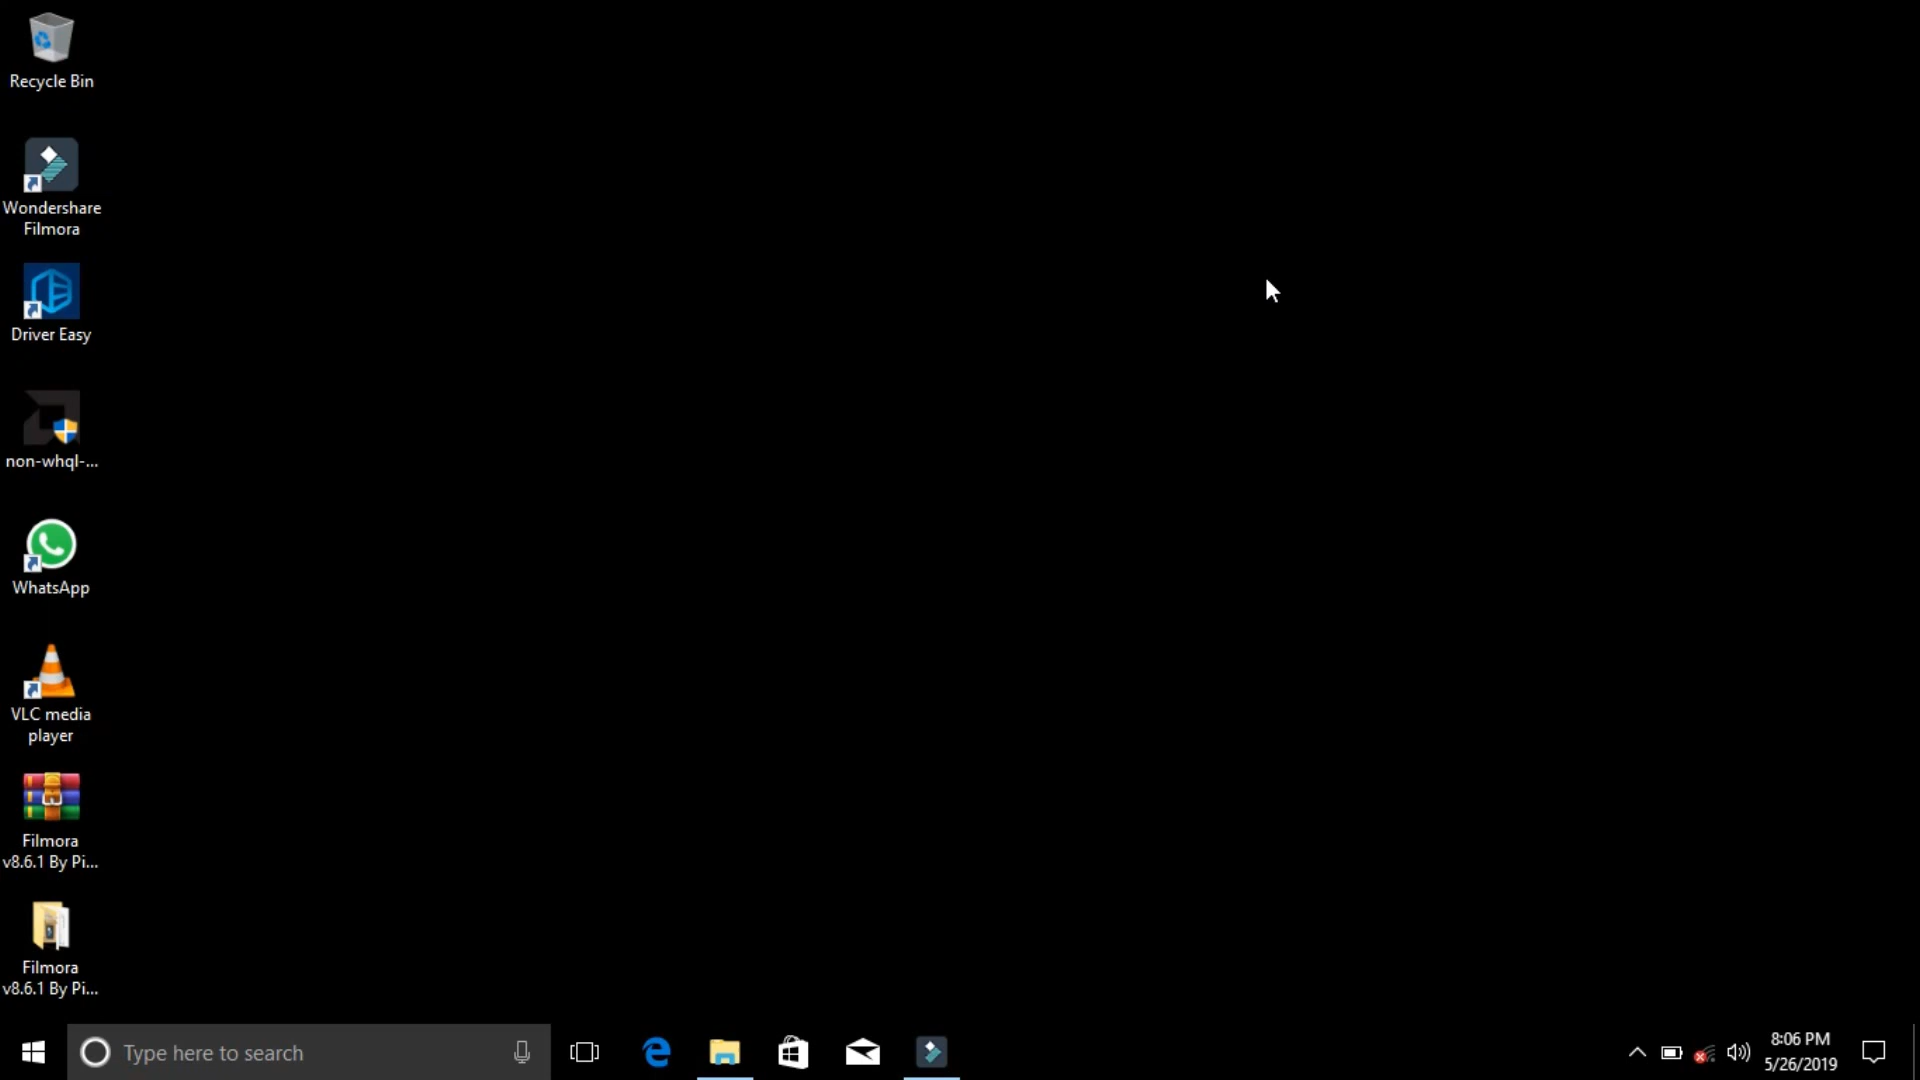 Recycle Bin
Wondershare
Filmora
Driver Easy
non-whql-...
WhatsApp
VLC media
player
Filmora
v8.6.1 By Pi...
Filmora
v8.6.1 By Pi...
Type here to search
8:06 PM
5/26/2019